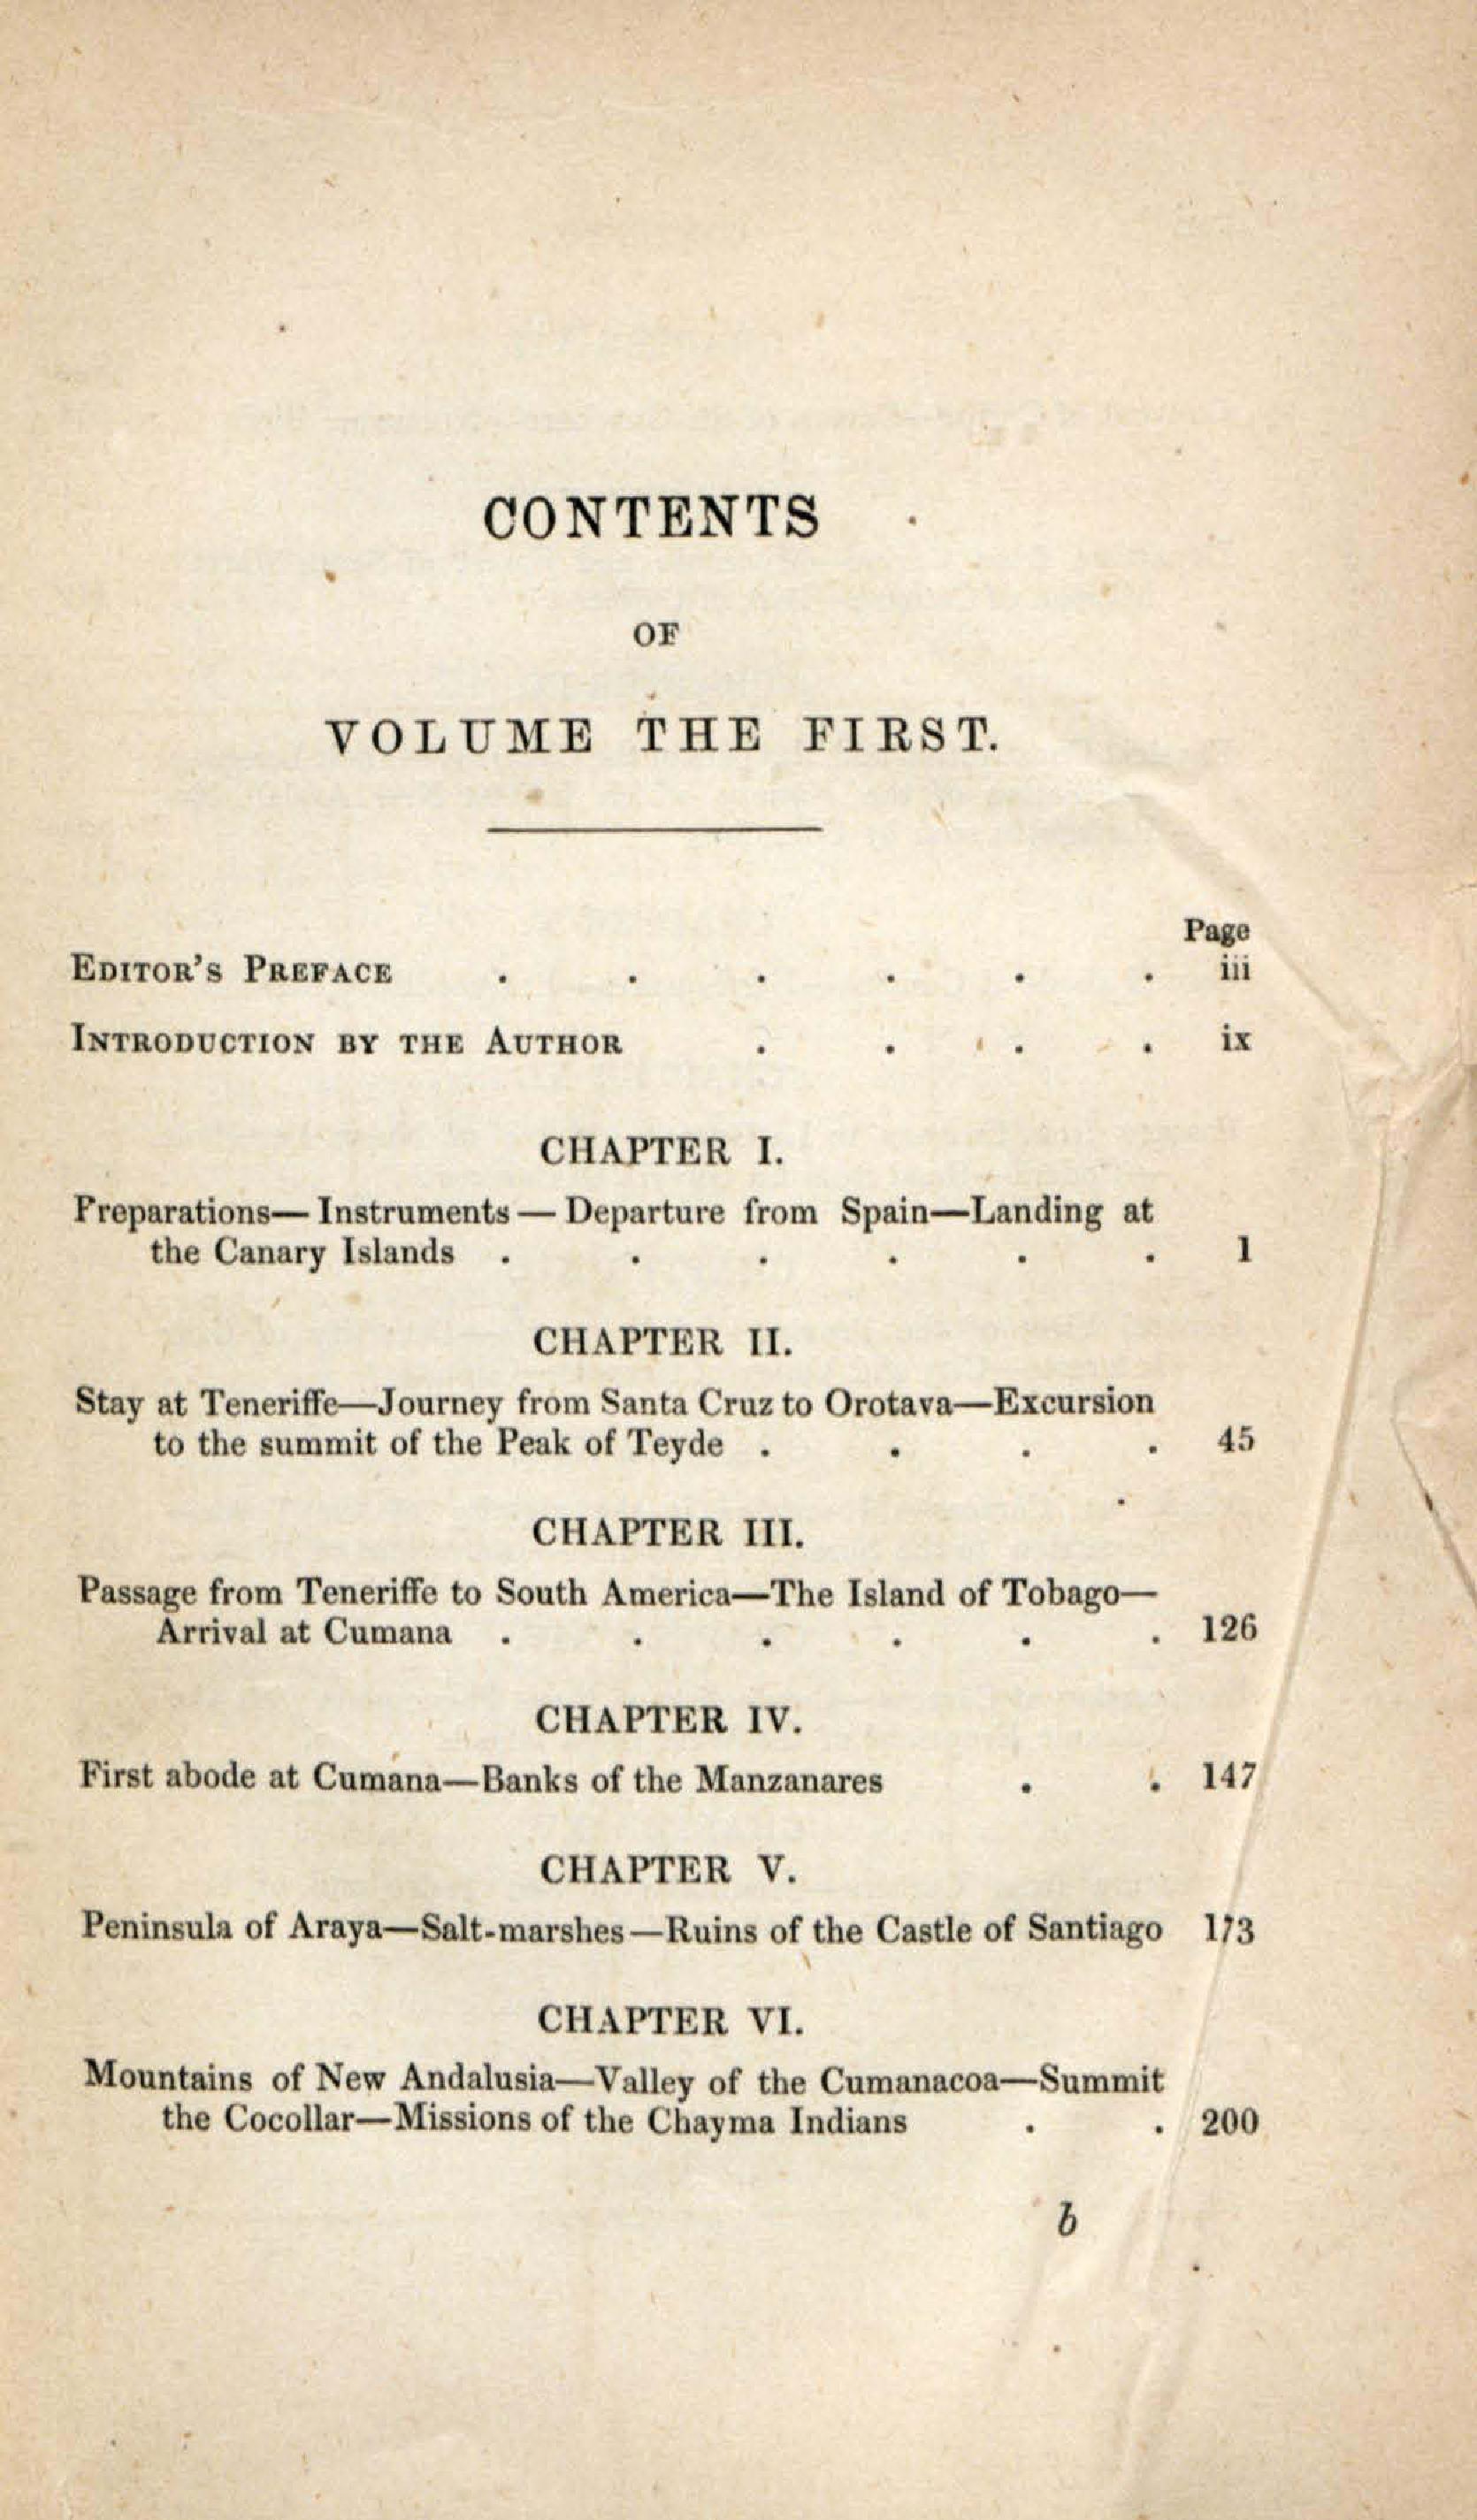 CONTENTS
OF
VOLUME THE FIRST.
Page
EDITOR'S PREFACE . . . . . . iii
INTRODUCTION BY THE AUTHOR . . . . ix
CHAPTER I.
Preparations—Instruments—Departure from Spain—Landing at
the Canary Islands . . . . . . 1
CHAPTER II.
Stay at Teneriffe—Journey from Santa Cruz to Orotava—Excursion
to the summit of the Peak of Teyde . . . . 45
CHAPTER III.
Passage from Teneriffe to South America—The Island of Tobago—
Arrival at Cumana . . . . . . 126
CHAPTER IV.
First abode at Cumana—Banks of the Manzanares . . 147
CHAPTER V.
Peninsula of Araya—Salt-marshes—Ruins of the Castle of Santiago 173
CHAPTER VI.
Mountains of New Andalusia—Valley of the Cumanacoa—Summit
the Cocollar—Missions of the Chayma Indians . . 200
b